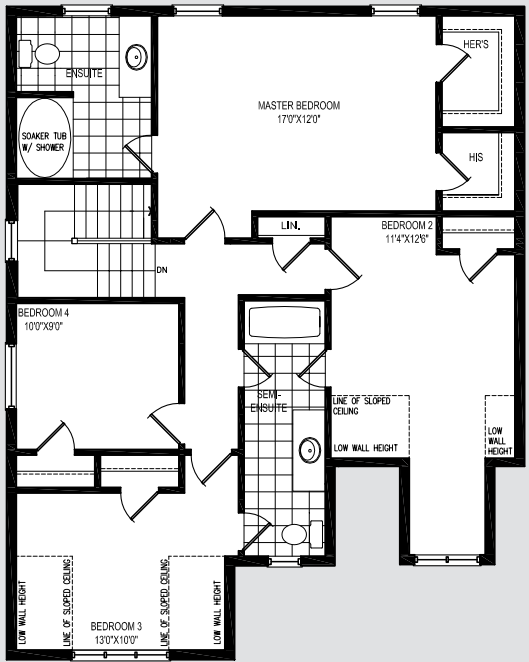 HER'S
ENSUITE
MASTER BEDROOM
17'0"X12'0"
SOAKER TUB
W/ SHOWER
HIS
LIN.
BEDROOM 2
11'4"X12'6"
DN
BEDROOM 4
10'0"X9'0"
SEMI-
ENSUITE
LINE OF SLOPED
CEILING
LOW WALL HEIGHT
LOW
WALL
HEIGHT
LOW WALL HEIGHT
LINE OF SLOPED CEILING
LINE OF SLOPED CEILING
LOW WALL HEIGHT
BEDROOM 3
13'0"X10'0"